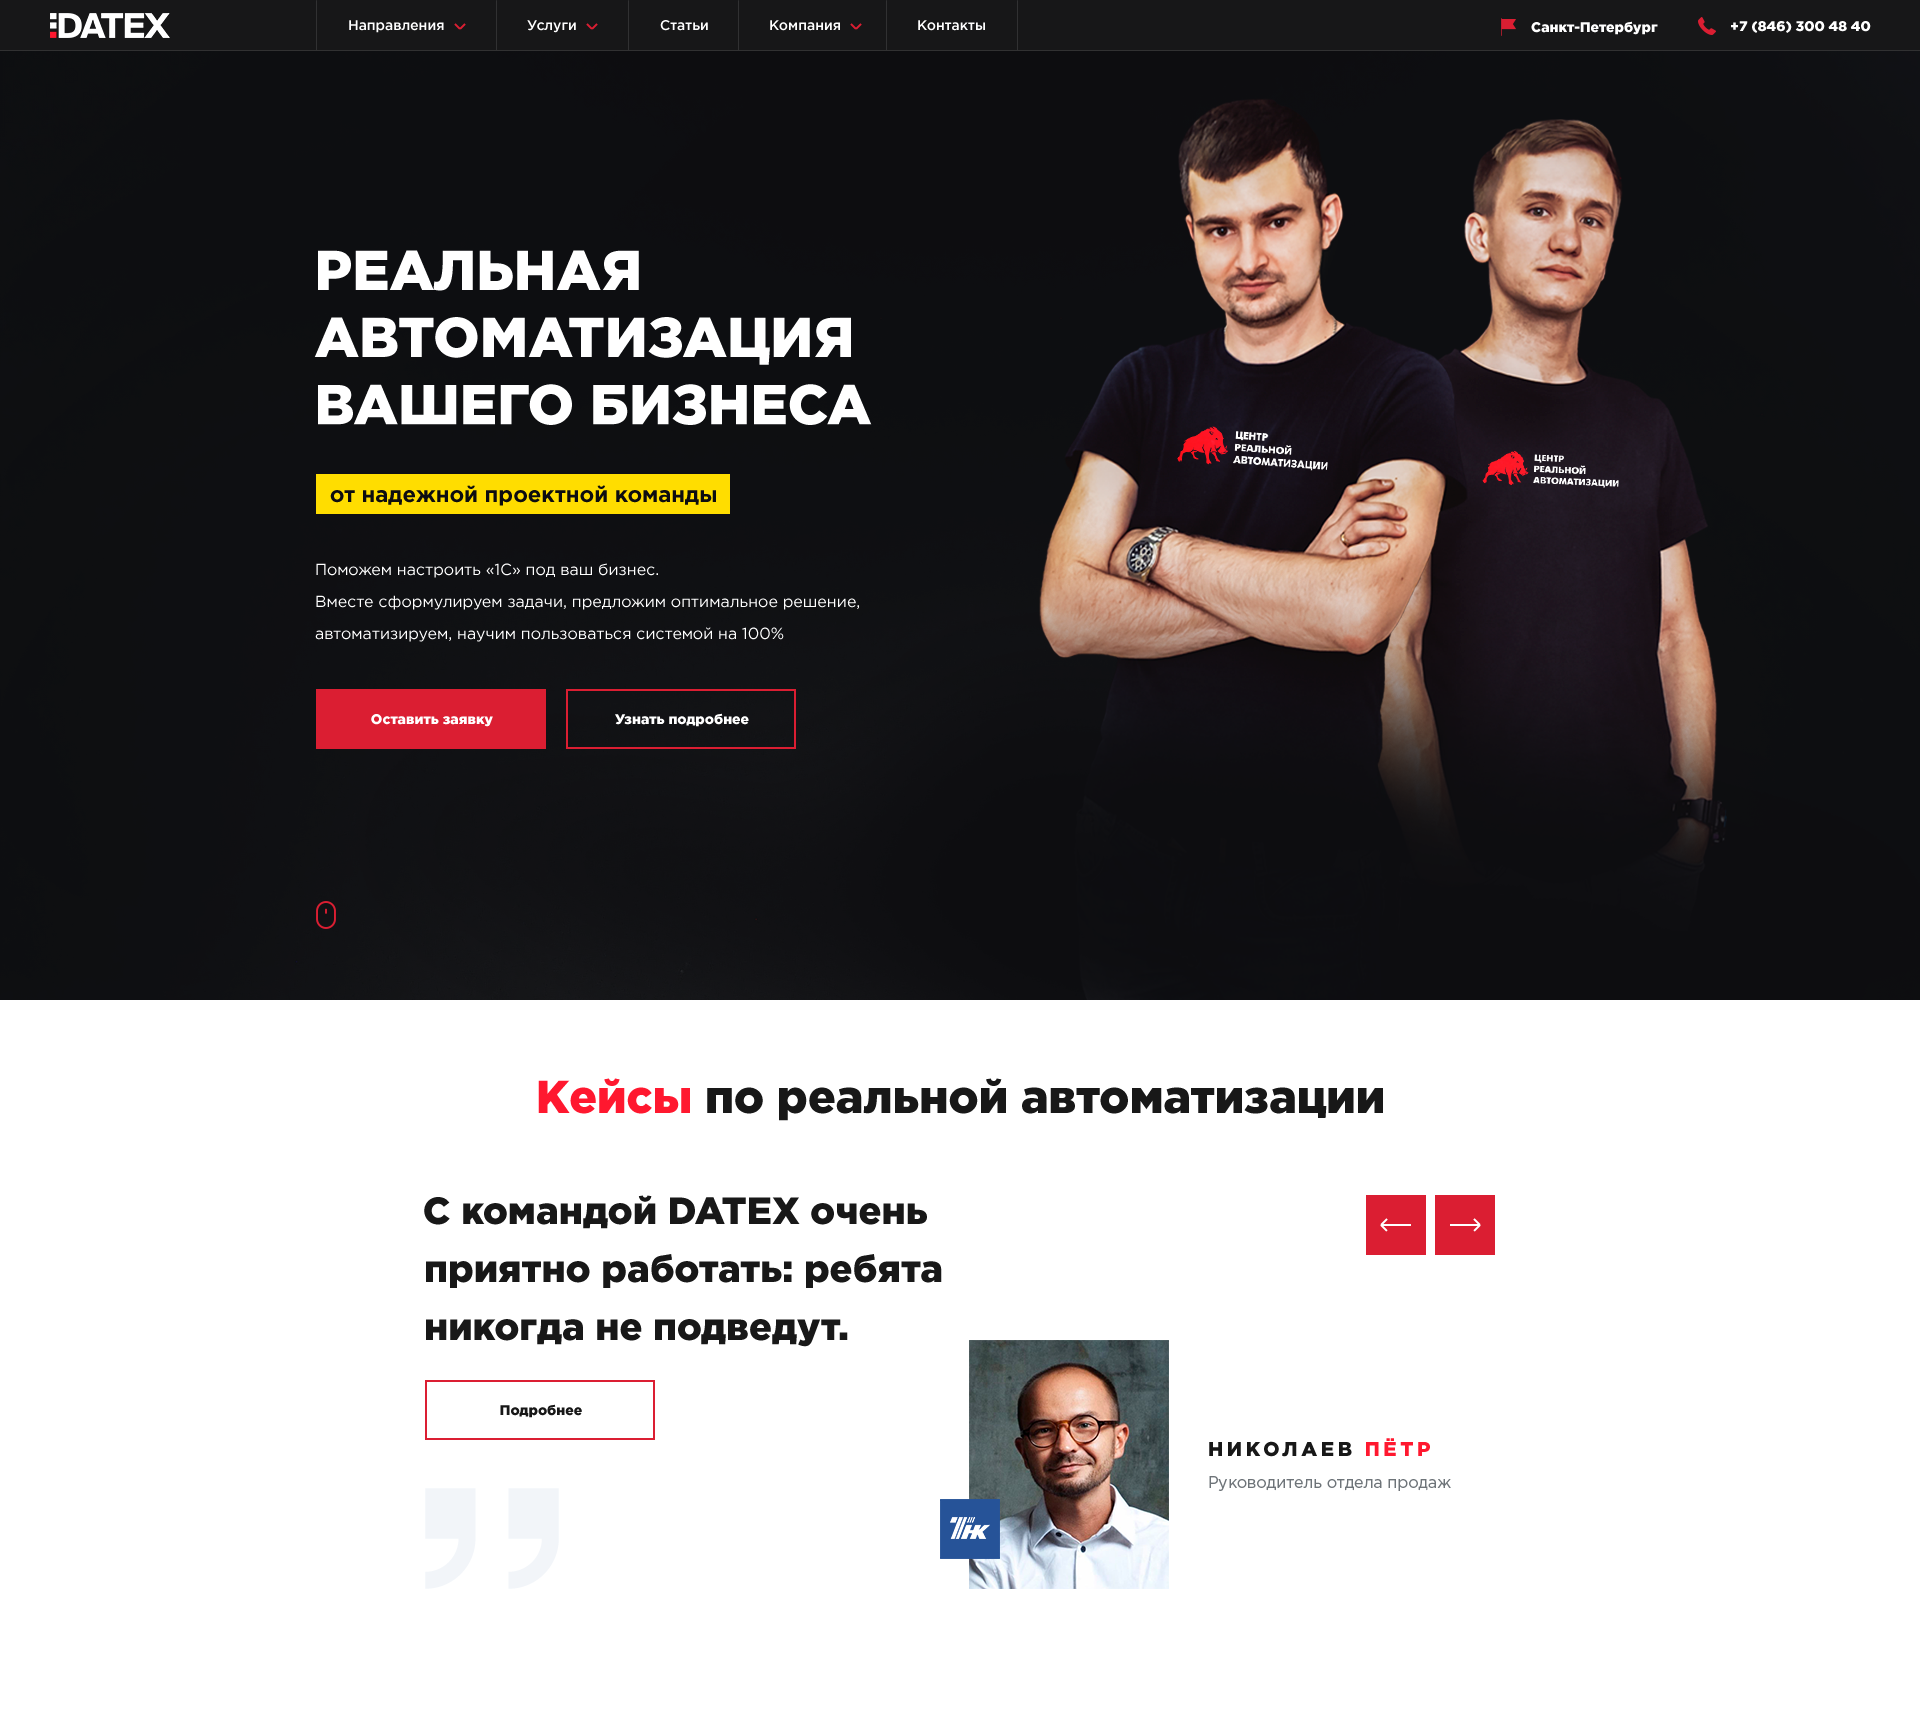 DATEX
Направления
Услуги
Статьи
Компания
Контакты
Санкт-Петербург
+7 (846) 300 48 40
РЕАЛЬНАЯ
АВТОМАТИЗАЦИЯ
ВАШЕГО БИЗНЕСА
от надежной проектной команды
Поможем настроить «1С» под ваш бизнес.
Вместе сформулируем задачи, предложим оптимальное решение,
автоматизируем, научим пользоваться системой на 100%
Оставить заявку
Узнать подробнее
ЦЕНТР
РЕАЛЬНОЙ
АВТОМАТИЗАЦИИ
ЦЕНТР
РЕАЛЬНОЙ
АВТОМАТИЗАЦИИ
Кейсы по реальной автоматизации
С командой DATEX очень
приятно работать: ребята
никогда не подведут.
Подробнее
ТНК
НИКОЛАЕВ ПЁТР
Руководитель отдела продаж